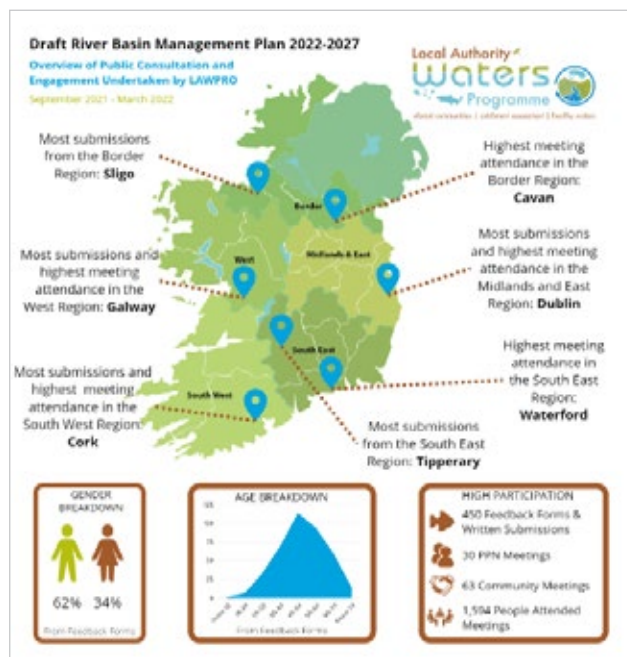 Draft River Basin Management Plan 2022-2027
Overview of Public Consultation and
Engagement Undertaken by LAWPRO
September 2021 - March 2022
Local Authority
Waters
Programme
Most submissions
from the Border
Region: Sligo
Highest meeting
attendance in the
Border Region:
Cavan
Border
Most submissions and
highest meeting
attendance in the
West Region: Galway
West
Midlands & East
Most submissions
and highest meeting
attendance in the
Midlands and East
Region: Dublin
South East
Highest meeting
attendance in
the South East
Region:
Waterford
Most submissions and
highest meeting
attendance in the
South West Region:
Cork
South West
Most submissions
from the South East
Region: Tipperary
GENDER
BREAKDOWN
62% 34%
From Feedback Forms
AGE BREAKDOWN
From Feedback Forms
HIGH PARTICIPATION
450 Feedback Forms &
Written Submissions
30 PPN Meetings
63 Community Meetings
1,594 People Attended
Meetings